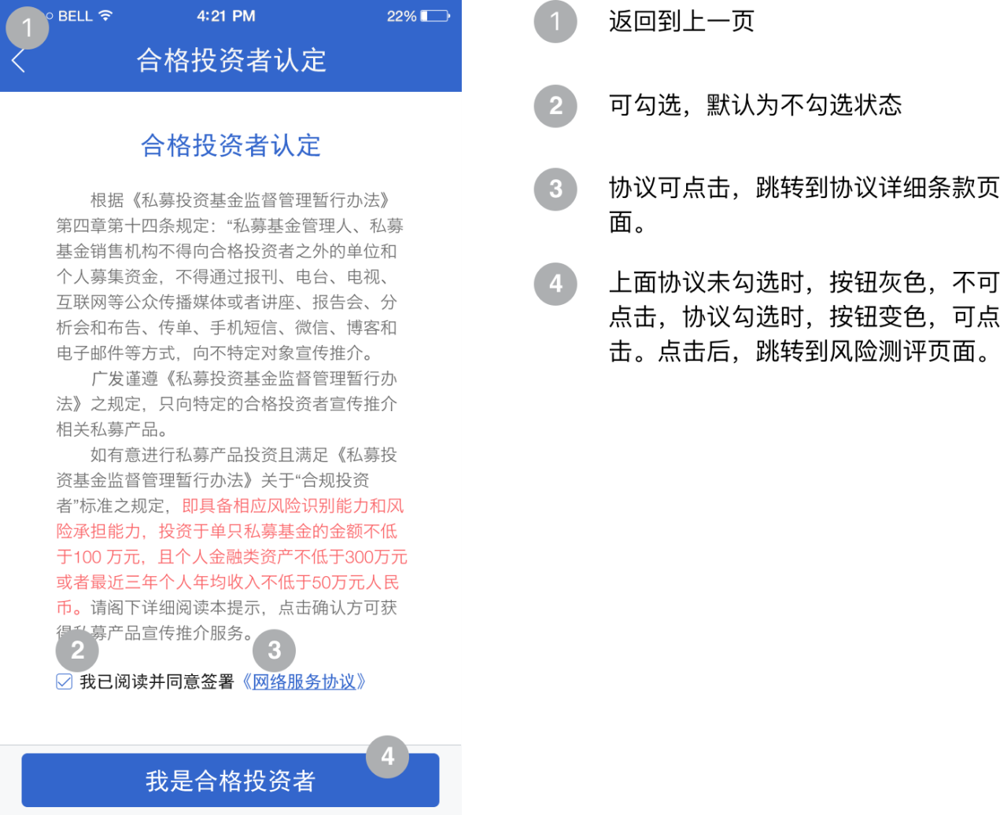 1
BELL
4:21 PM
22%
合格投资者认定
合格投资者认定
根据《私募投资基金监督管理暂行办法》
第四章第十四条规定：“私募基金管理人、私募
基金销售机构不得向合格投资者之外的单位和
个人募集资金，不得通过报刊、电台、电视、
互联网等公众传播媒体或者讲座、报告会、分
析会和布告、传单、手机短信、微信、博客和
电子邮件等方式，向不特定对象宣传推介。
广发谨遵《私募投资基金监督管理暂行办
法》之规定，只向特定的合格投资者宣传推介
相关私募产品。
如有意进行私募产品投资且满足《私募投
资基金监督管理暂行办法》关于“合规投资
者”标准之规定，即具备相应风险识别能力和风
险承担能力，投资于单只私募基金的金额不低
于100 万元，且个人金融类资产不低于300万元
或者最近三年个人年均收入不低于50万元人民
币。请阁下详细阅读本提示，点击确认方可获
得私募产品宣传推介服务。
2
3
我已阅读并同意签署《网络服务协议》
4
我是合格投资者
1 返回到上一页
2 可勾选，默认为不勾选状态
3 协议可点击，跳转到协议详细条款页
面。
4 上面协议未勾选时，按钮灰色，不可
点击，协议勾选时，按钮变色，可点
击。点击后，跳转到风险测评页面。